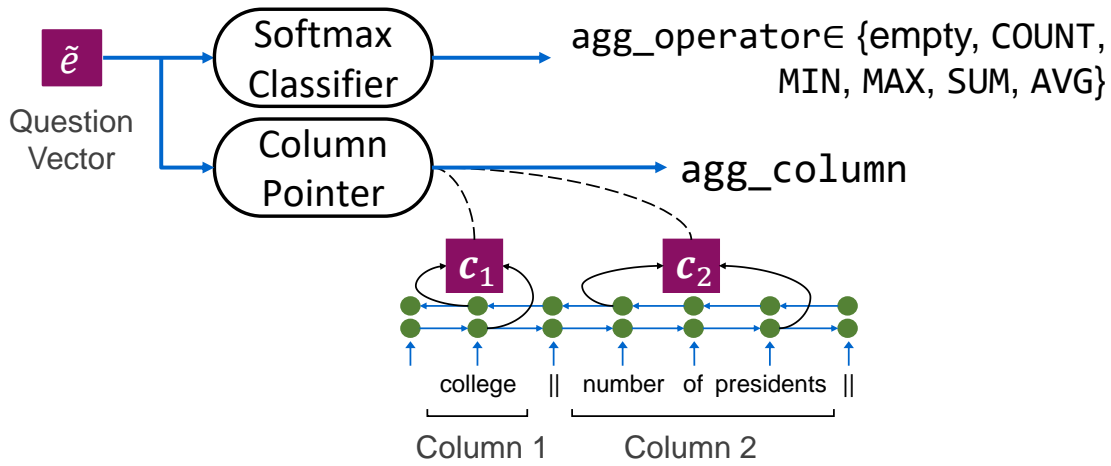 ẽ
Question
Vector
Softmax
Classifier
agg_operator∈ {empty, COUNT,
MIN, MAX, SUM, AVG}
Column
Pointer
agg_column
c₁
c₂
college || number of presidents ||
Column 1
Column 2